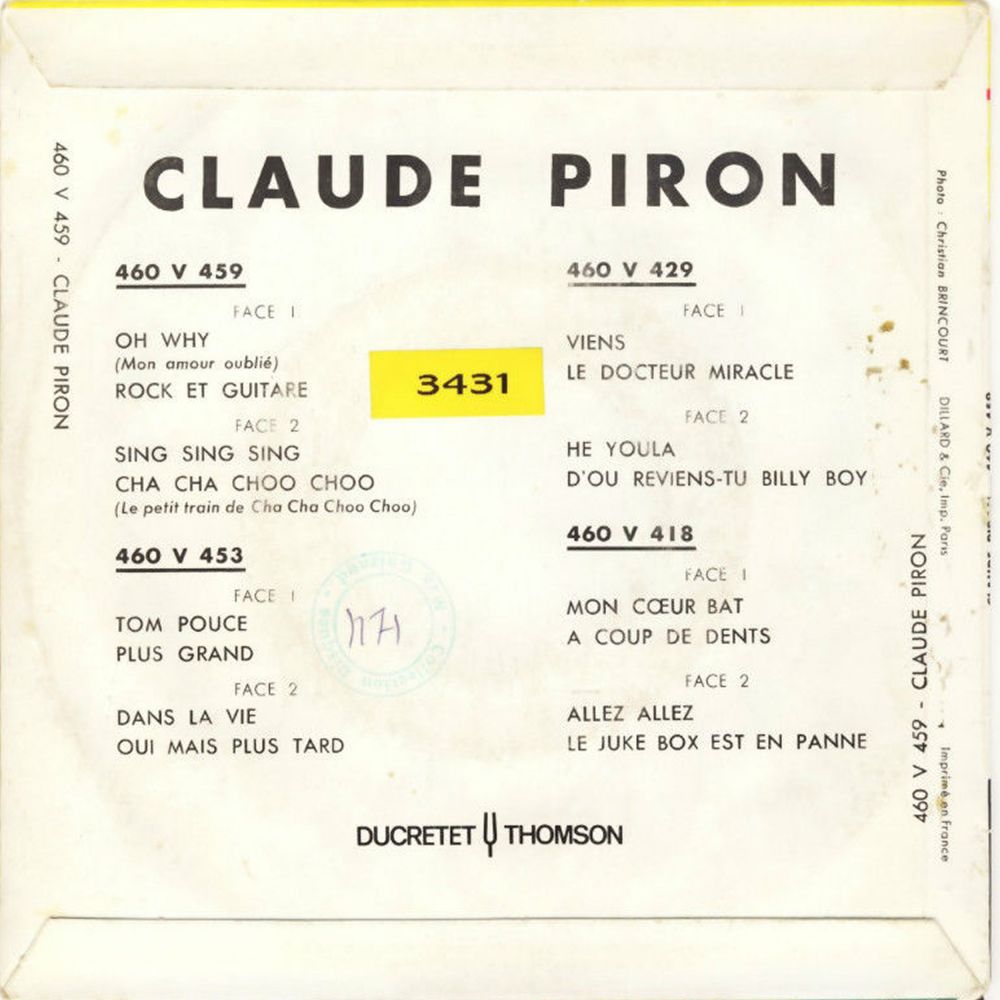 CLAUDE PIRON
460 V 459 - CLAUDE PIRON
460 V 459
FACE 1
OH WHY
(Mon amour oublié)
ROCK ET GUITARE
FACE 2
SING SING SING
CHA CHA CHOO CHOO
(Le petit train de Cha Cha Choo Choo)
460 V 453
FACE 1
TOM POUCE
PLUS GRAND
FACE 2
DANS LA VIE
OUI MAIS PLUS TARD
3431
460 V 429
FACE 1
VIENS
LE DOCTEUR MIRACLE
FACE 2
HE YOULA
D'OU REVIENS-TU BILLY BOY
460 V 418
FACE 1
MON CŒUR BAT
A COUP DE DENTS
FACE 2
ALLEZ ALLEZ
LE JUKE BOX EST EN PANNE
DUCRETET THOMSON
460 V 459 - CLAUDE PIRON
Photo : Christian BRINCOURT DILLARD & Cie, Imp. Paris Imprimé en France